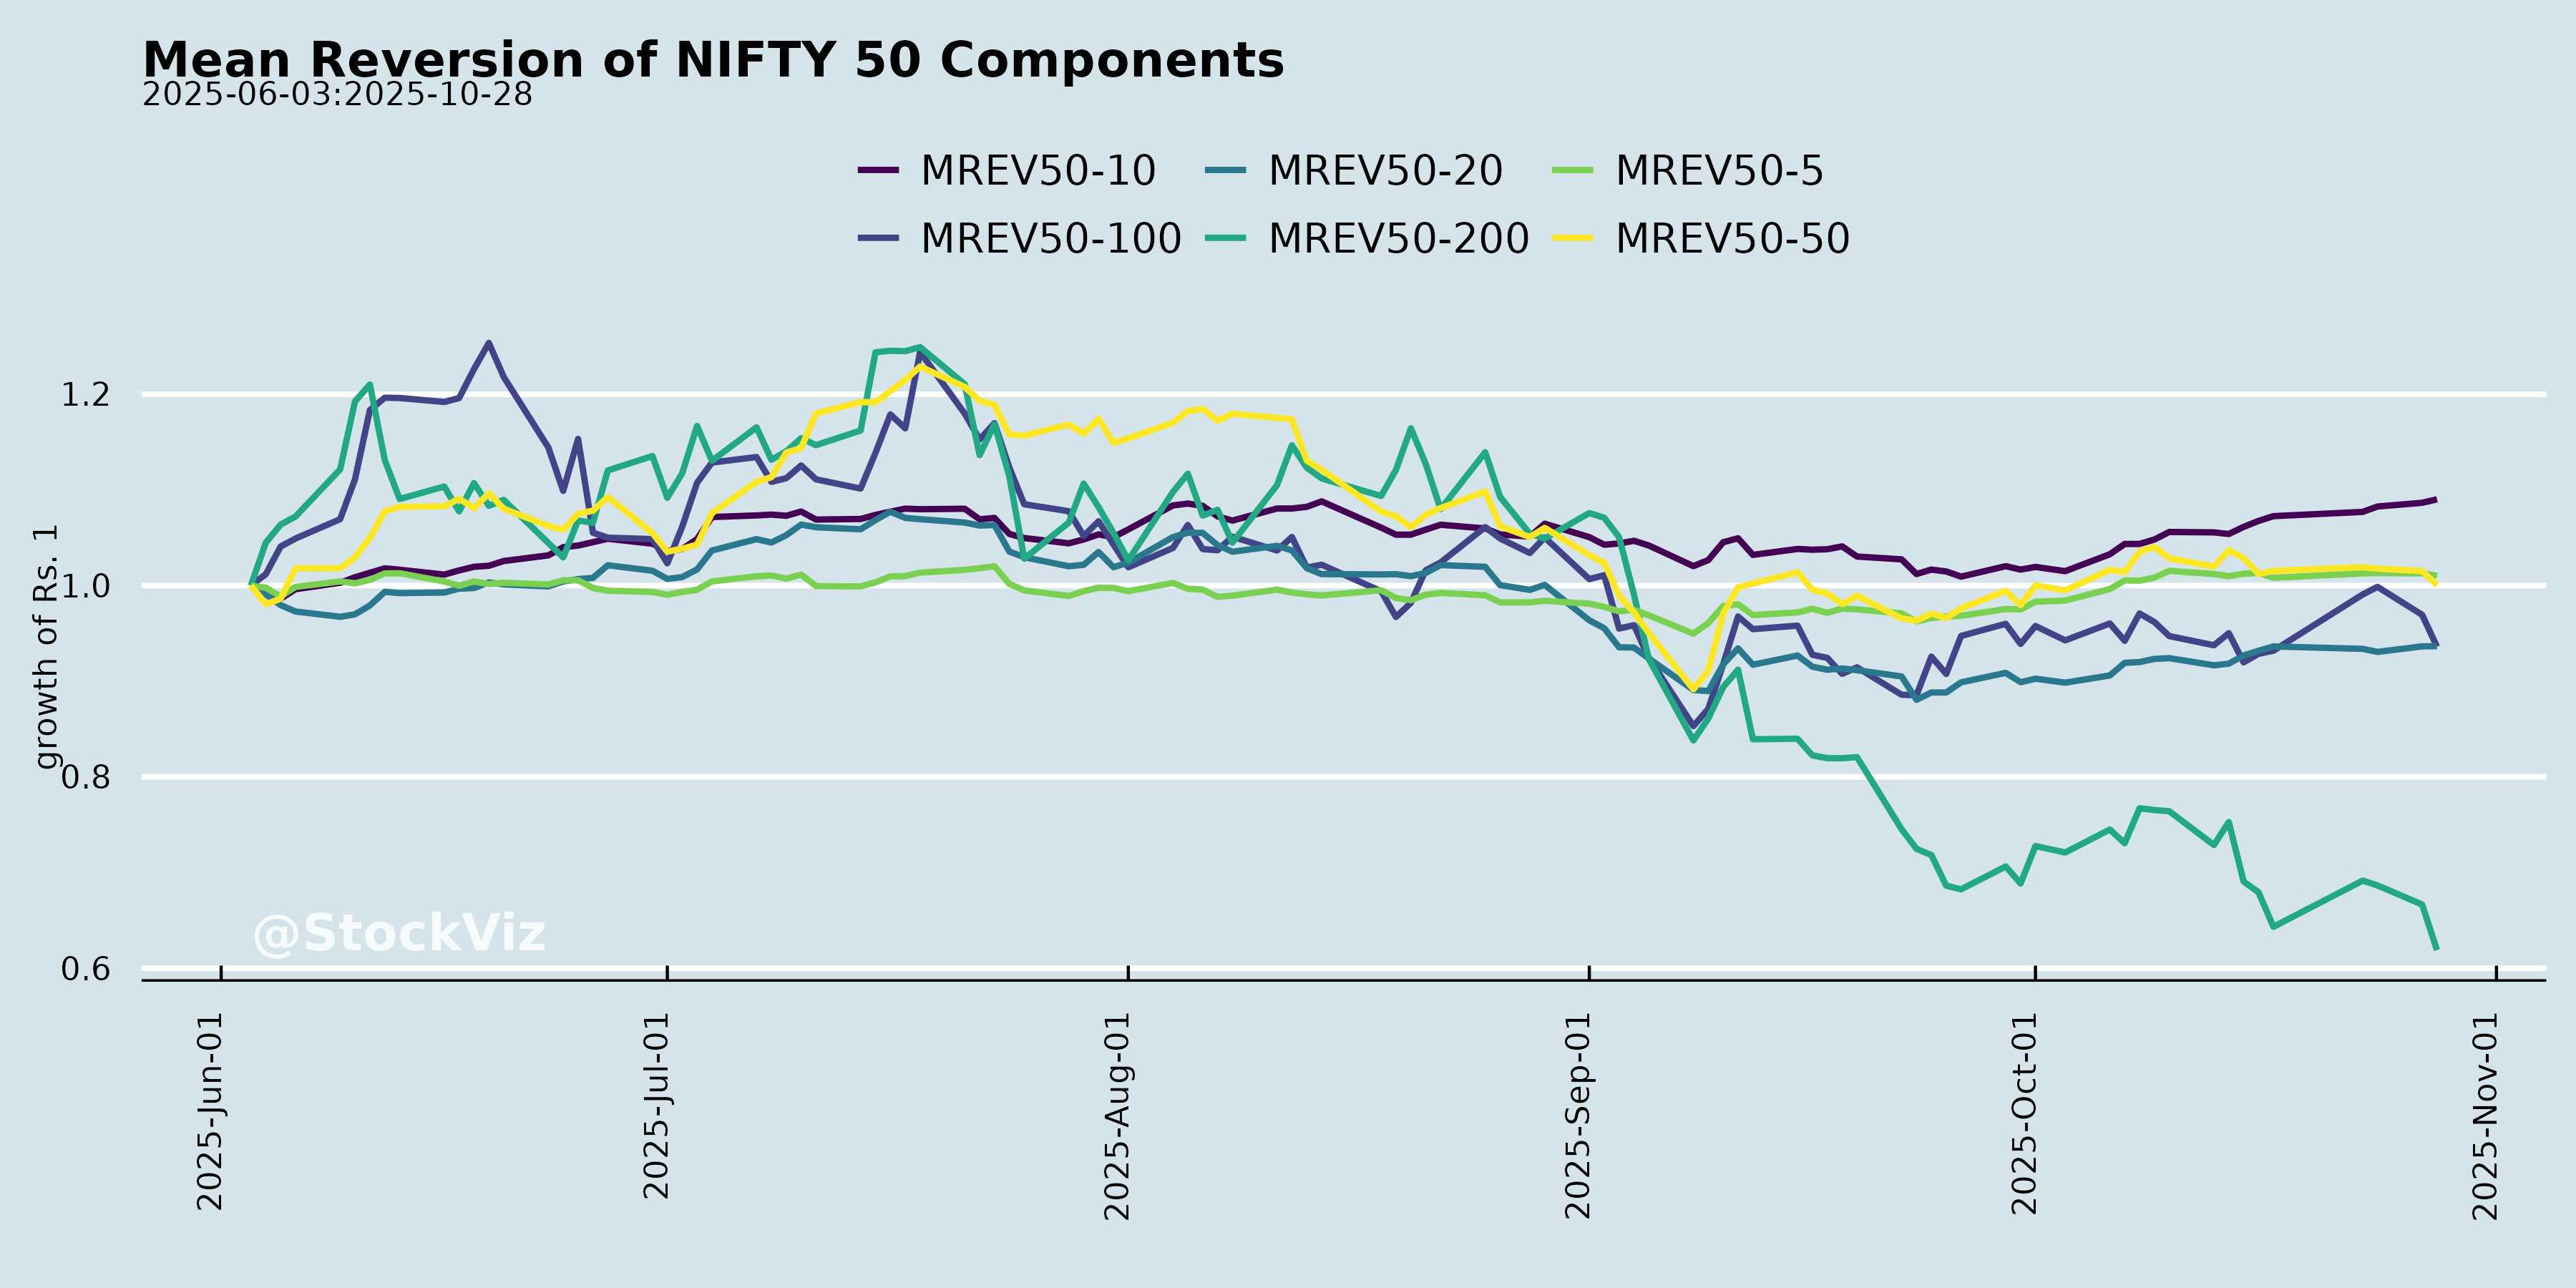 Mean Reversion of NIFTY 50 Components
2025-06-03:2025-10-28
MREV50-10 MREV50-20 MREV50-5
MREV50-100 MREV50-200 MREV50-50
growth of Rs. 1
1.2
1.0
0.8
0.6
@StockViz
2025-Jun-01
2025-Jul-01
2025-Aug-01
2025-Sep-01
2025-Oct-01
2025-Nov-01